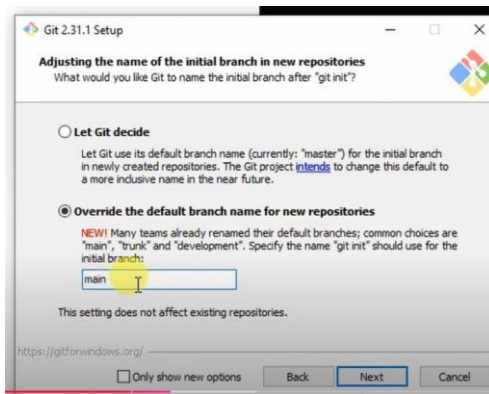 Git 2.31.1 Setup
Adjusting the name of the initial branch in new repositories
What would you like Git to name the initial branch after "git init"?
Let Git decide
Let Git use its default branch name (currently: "master") for the initial branch
in newly created repositories. The Git project intends to change this default to
a more inclusive name in the near future.
Override the default branch name for new repositories
NEW! Many teams already renamed their default branches; common choices are
"main", "trunk" and "development". Specify the name "git init" should use for the
initial branch:
main
This setting does not affect existing repositories.
https://gitforwindows.org/
Only show new options
Back
Next
Cancel